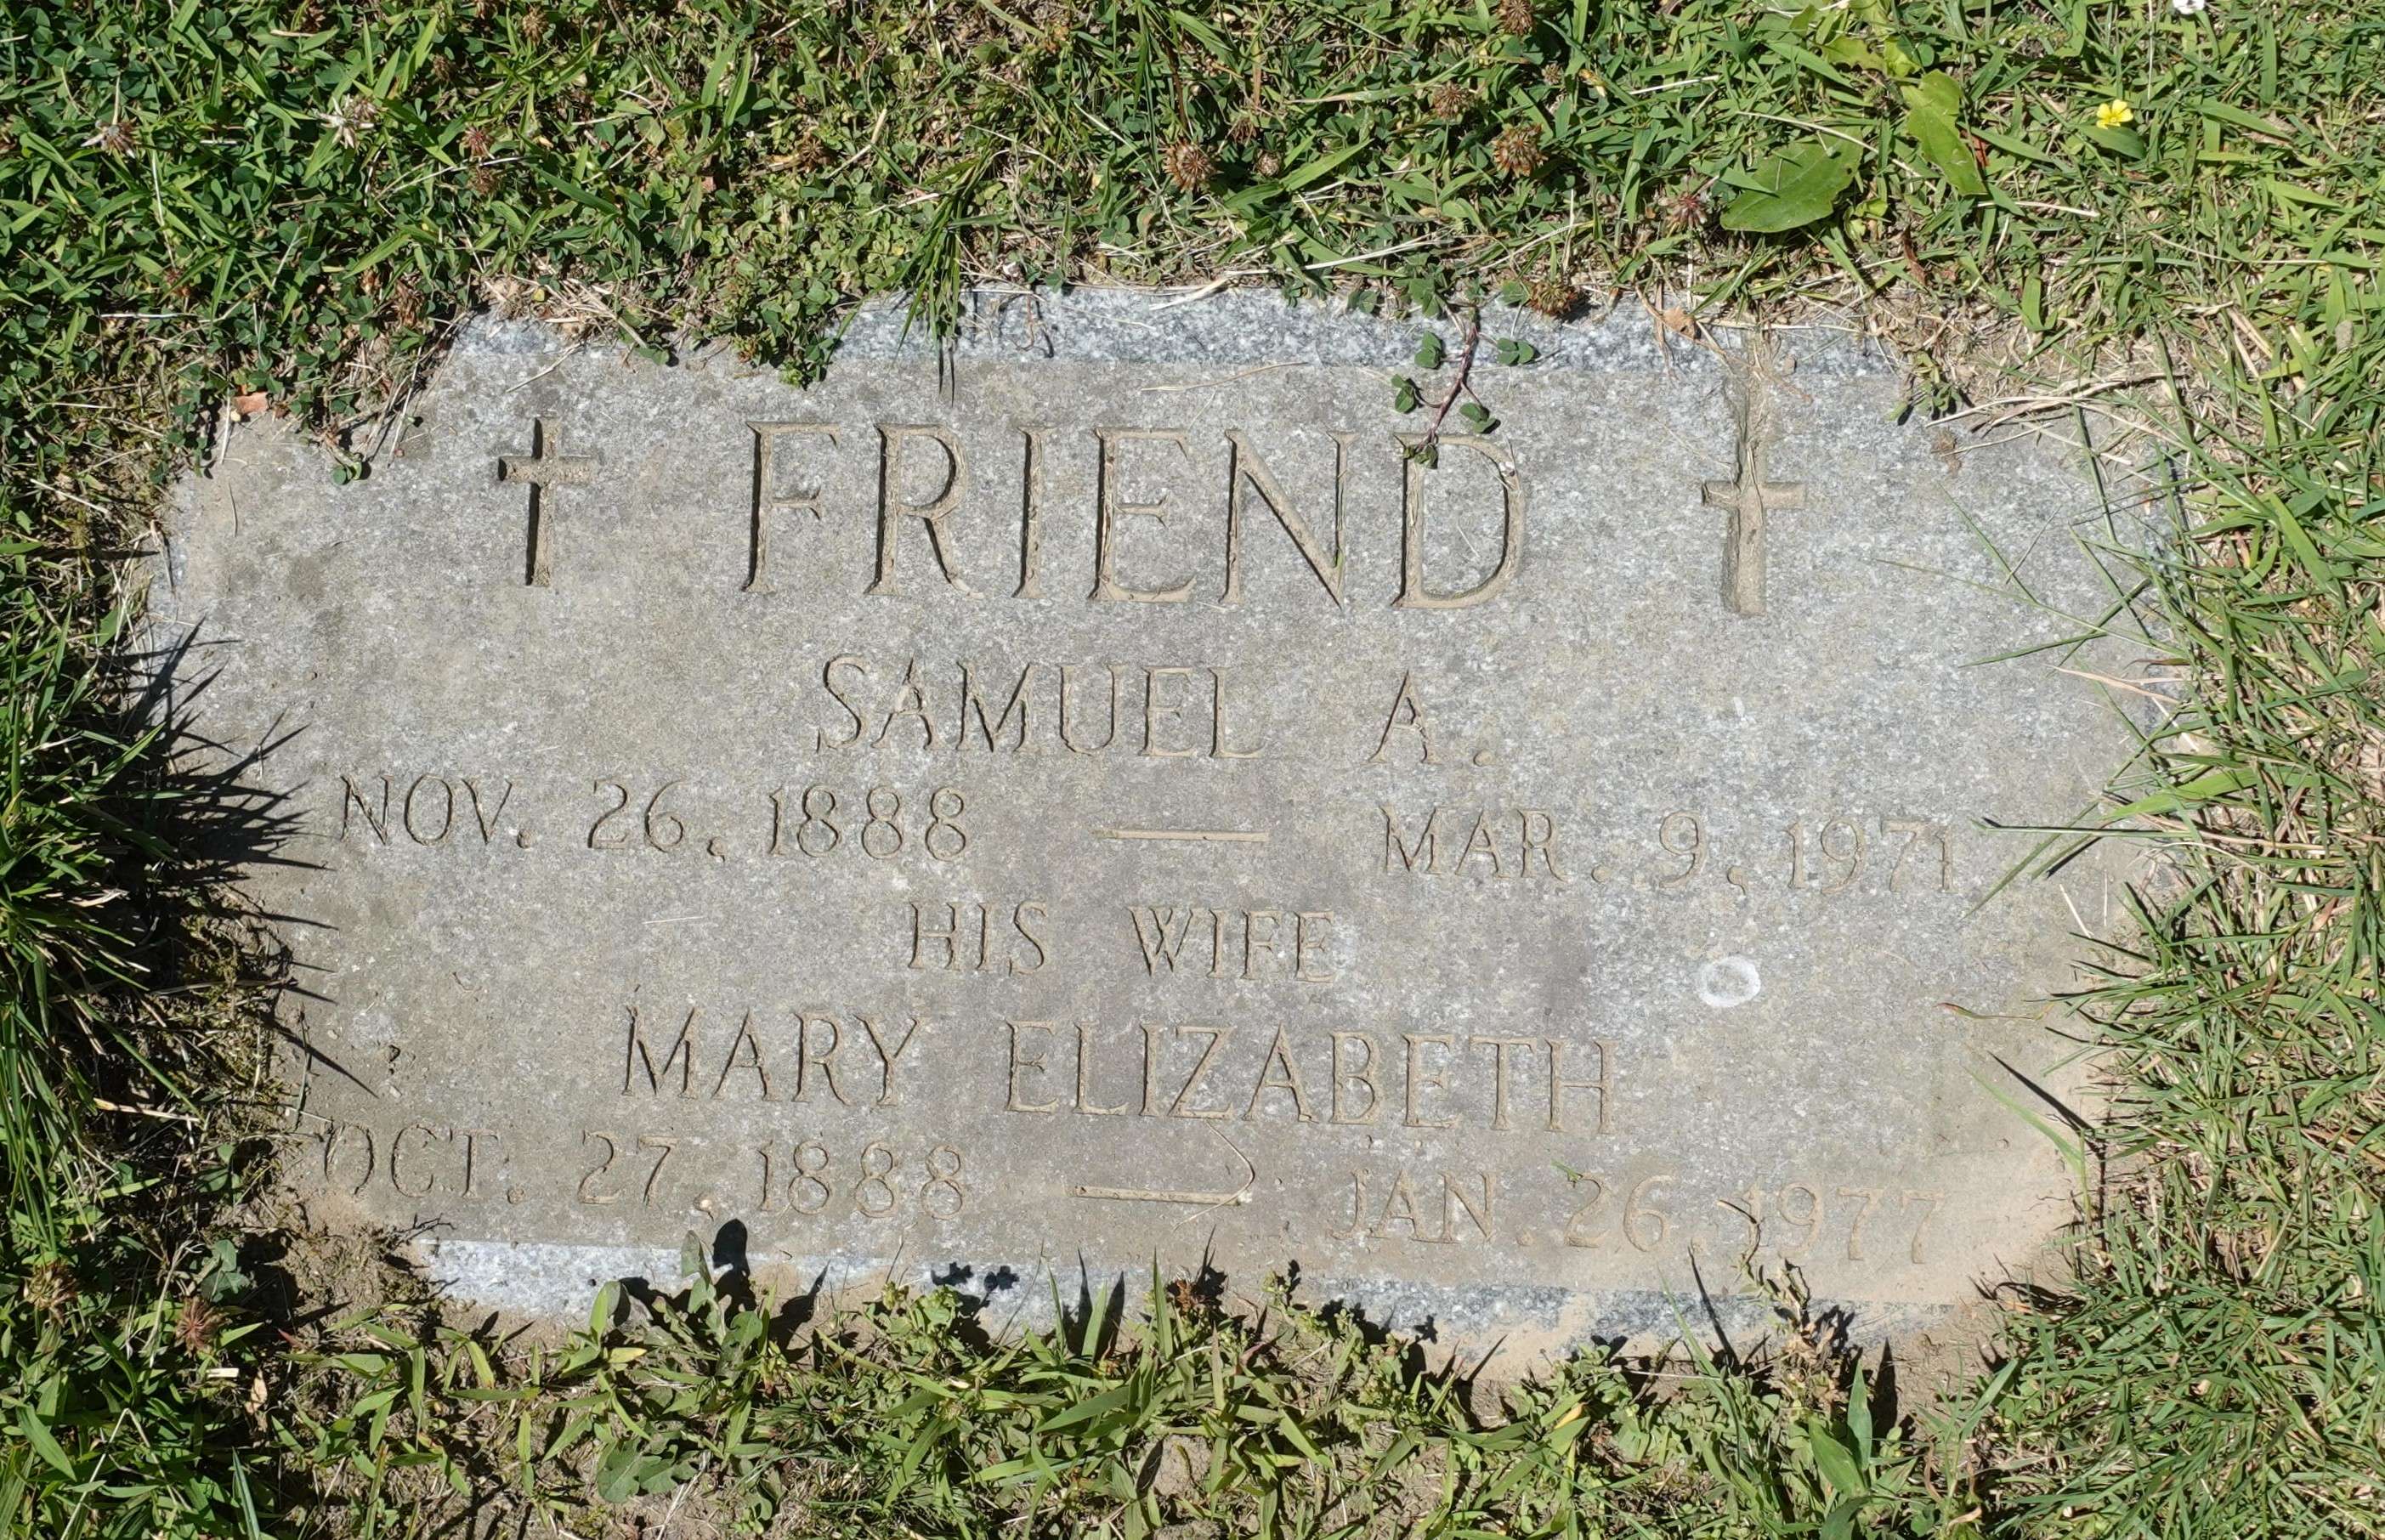 FRIEND
SAMUEL A.
NOV. 26, 1888 — MAR. 9, 1971
HIS WIFE
MARY ELIZABETH
OCT. 27, 1888 — JAN. 26, 1977